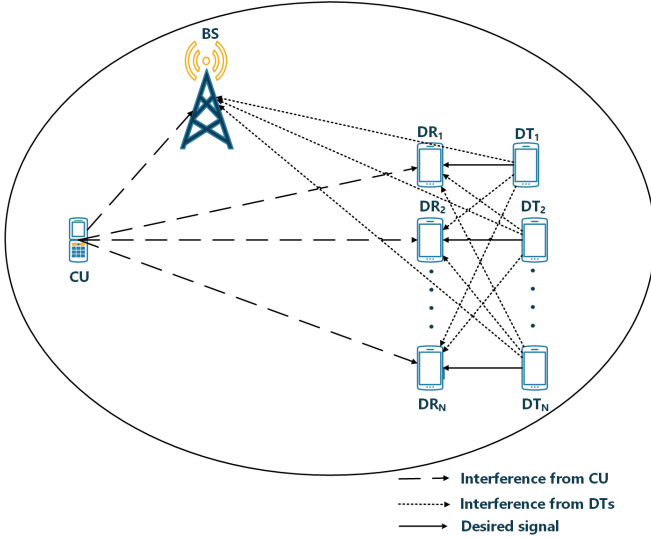 BS
DR₁ DT₁
DR₂ DT₂
CU
DRN DTN
Interference from CU
Interference from DTs
Desired signal